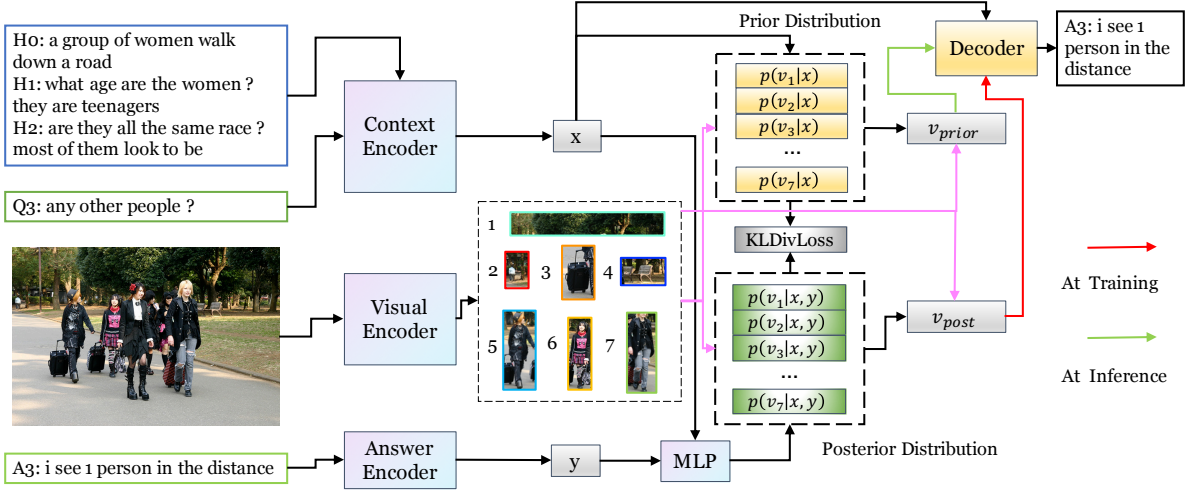 H0: a group of women walk
down a road
H1: what age are the women ?
they are teenagers
H2: are they all the same race ?
most of them look to be
Q3: any other people ?
A3: i see 1 person in the distance
Context
Encoder
Visual
Encoder
Answer
Encoder
x
y
MLP
1
2
3
4
5
6
7
Prior Distribution
p(v₁|x)
p(v₂|x)
p(v₃|x)
...
p(v₇|x)
KLDivLoss
p(v₁|x, y)
p(v₂|x, y)
p(v₃|x, y)
...
p(v₇|x, y)
Posterior Distribution
v_prior
v_post
Decoder
A3: i see 1
person in the
distance
At Training
At Inference